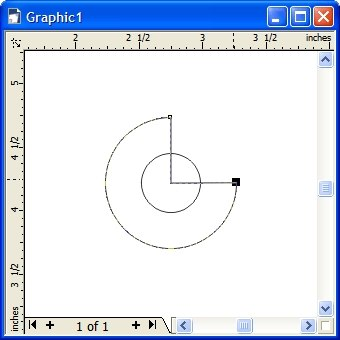 Graphic1
2 2 1/2 3 3 1/2 inches
5
4 1/2
4
3 1/2
inches
1 of 1